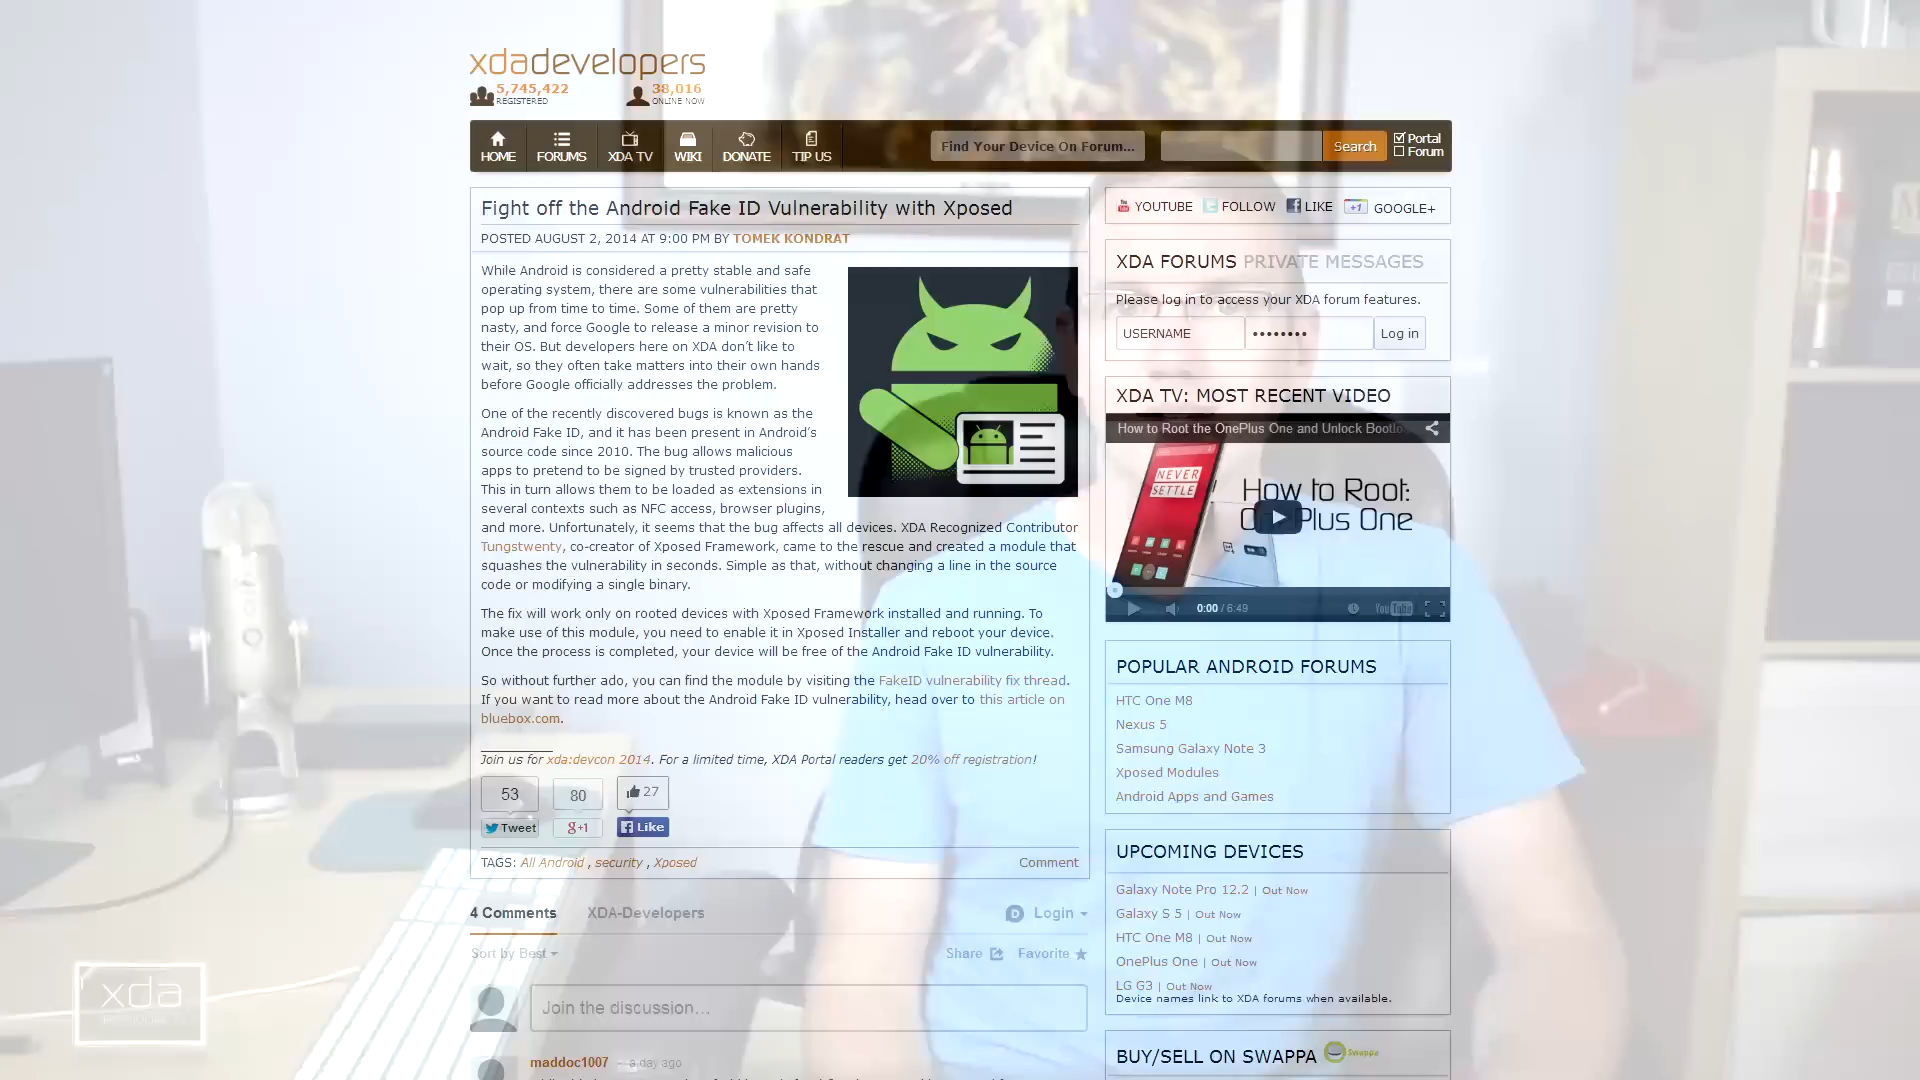 xdadevelopers
5,745,422
REGISTERED
38,016
ONLINE NOW
HOME
FORUMS
XDA TV
WIKI
DONATE
TIP US
Find Your Device On Forum...
Search
Portal
Forum
Fight off the Android Fake ID Vulnerability with Xposed
POSTED AUGUST 2, 2014 AT 9:00 PM BY TOMEK KONDRAT
While Android is considered a pretty stable and safe
operating system, there are some vulnerabilities that
pop up from time to time. Some of them are pretty
nasty, and force Google to release a minor revision to
their OS. But developers here on XDA don't like to
wait, so they often take matters into their own hands
before Google officially addresses the problem.
One of the recently discovered bugs is known as the
Android Fake ID, and it has been present in Android's
source code since 2010. The bug allows malicious
apps to pretend to be signed by trusted providers.
This in turn allows them to be loaded as extensions in
several contexts such as NFC access, browser plugins,
and more. Unfortunately, it seems that the bug affects all devices. XDA Recognized Contributor
Tungstwenty, co-creator of Xposed Framework, came to the rescue and created a module that
squashes the vulnerability in seconds. Simple as that, without changing a line in the source
code or modifying a single binary.
The fix will work only on rooted devices with Xposed Framework installed and running. To
make use of this module, you need to enable it in Xposed Installer and reboot your device.
Once the process is completed, your device will be free of the Android Fake ID vulnerability.
So without further ado, you can find the module by visiting the FakeID vulnerability fix thread.
If you want to read more about the Android Fake ID vulnerability, head over to this article on
bluebox.com.
Join us for xda:devcon 2014. For a limited time, XDA Portal readers get 20% off registration!
53
80
27
Tweet
g+1
Like
TAGS: All Android , security , Xposed
Comment
4 Comments
XDA-Developers
Login
Sort by Best
Share
Favorite
Join the discussion...
maddoc1007
a day ago
YOUTUBE
FOLLOW
LIKE
+1
GOOGLE+
XDA FORUMS PRIVATE MESSAGES
Please log in to access your XDA forum features.
USERNAME
••••••••
Log in
XDA TV: MOST RECENT VIDEO
How to Root the OnePlus One and Unlock Bootlo
NEVER
SETTLE
How to Root:
OnePlus One
0:00 / 6:49
YouTube
POPULAR ANDROID FORUMS
HTC One M8
Nexus 5
Samsung Galaxy Note 3
Xposed Modules
Android Apps and Games
UPCOMING DEVICES
Galaxy Note Pro 12.2 | Out Now
Galaxy S 5 | Out Now
HTC One M8 | Out Now
OnePlus One | Out Now
LG G3 | Out Now
Device names link to XDA forums when available.
BUY/SELL ON SWAPPA
Swappa
xda